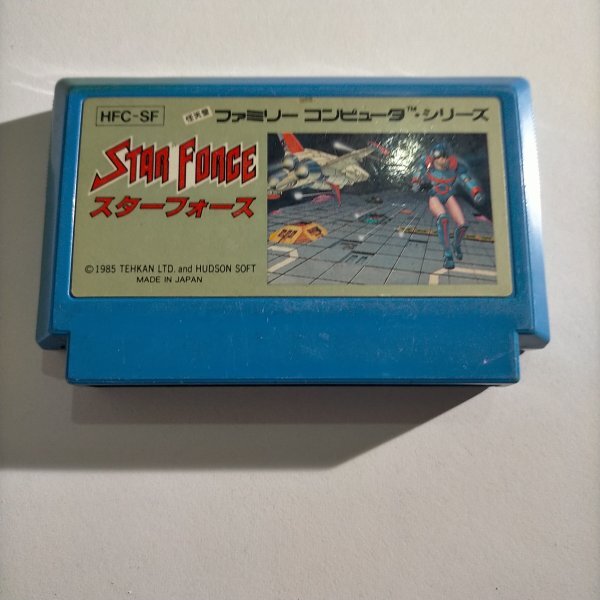 HFC-SF
ファミリー コンピュータ™・シリーズ
STAR FORCE
スターフォース
© 1985 TEHKAN LTD. and HUDSON SOFT
MADE IN JAPAN